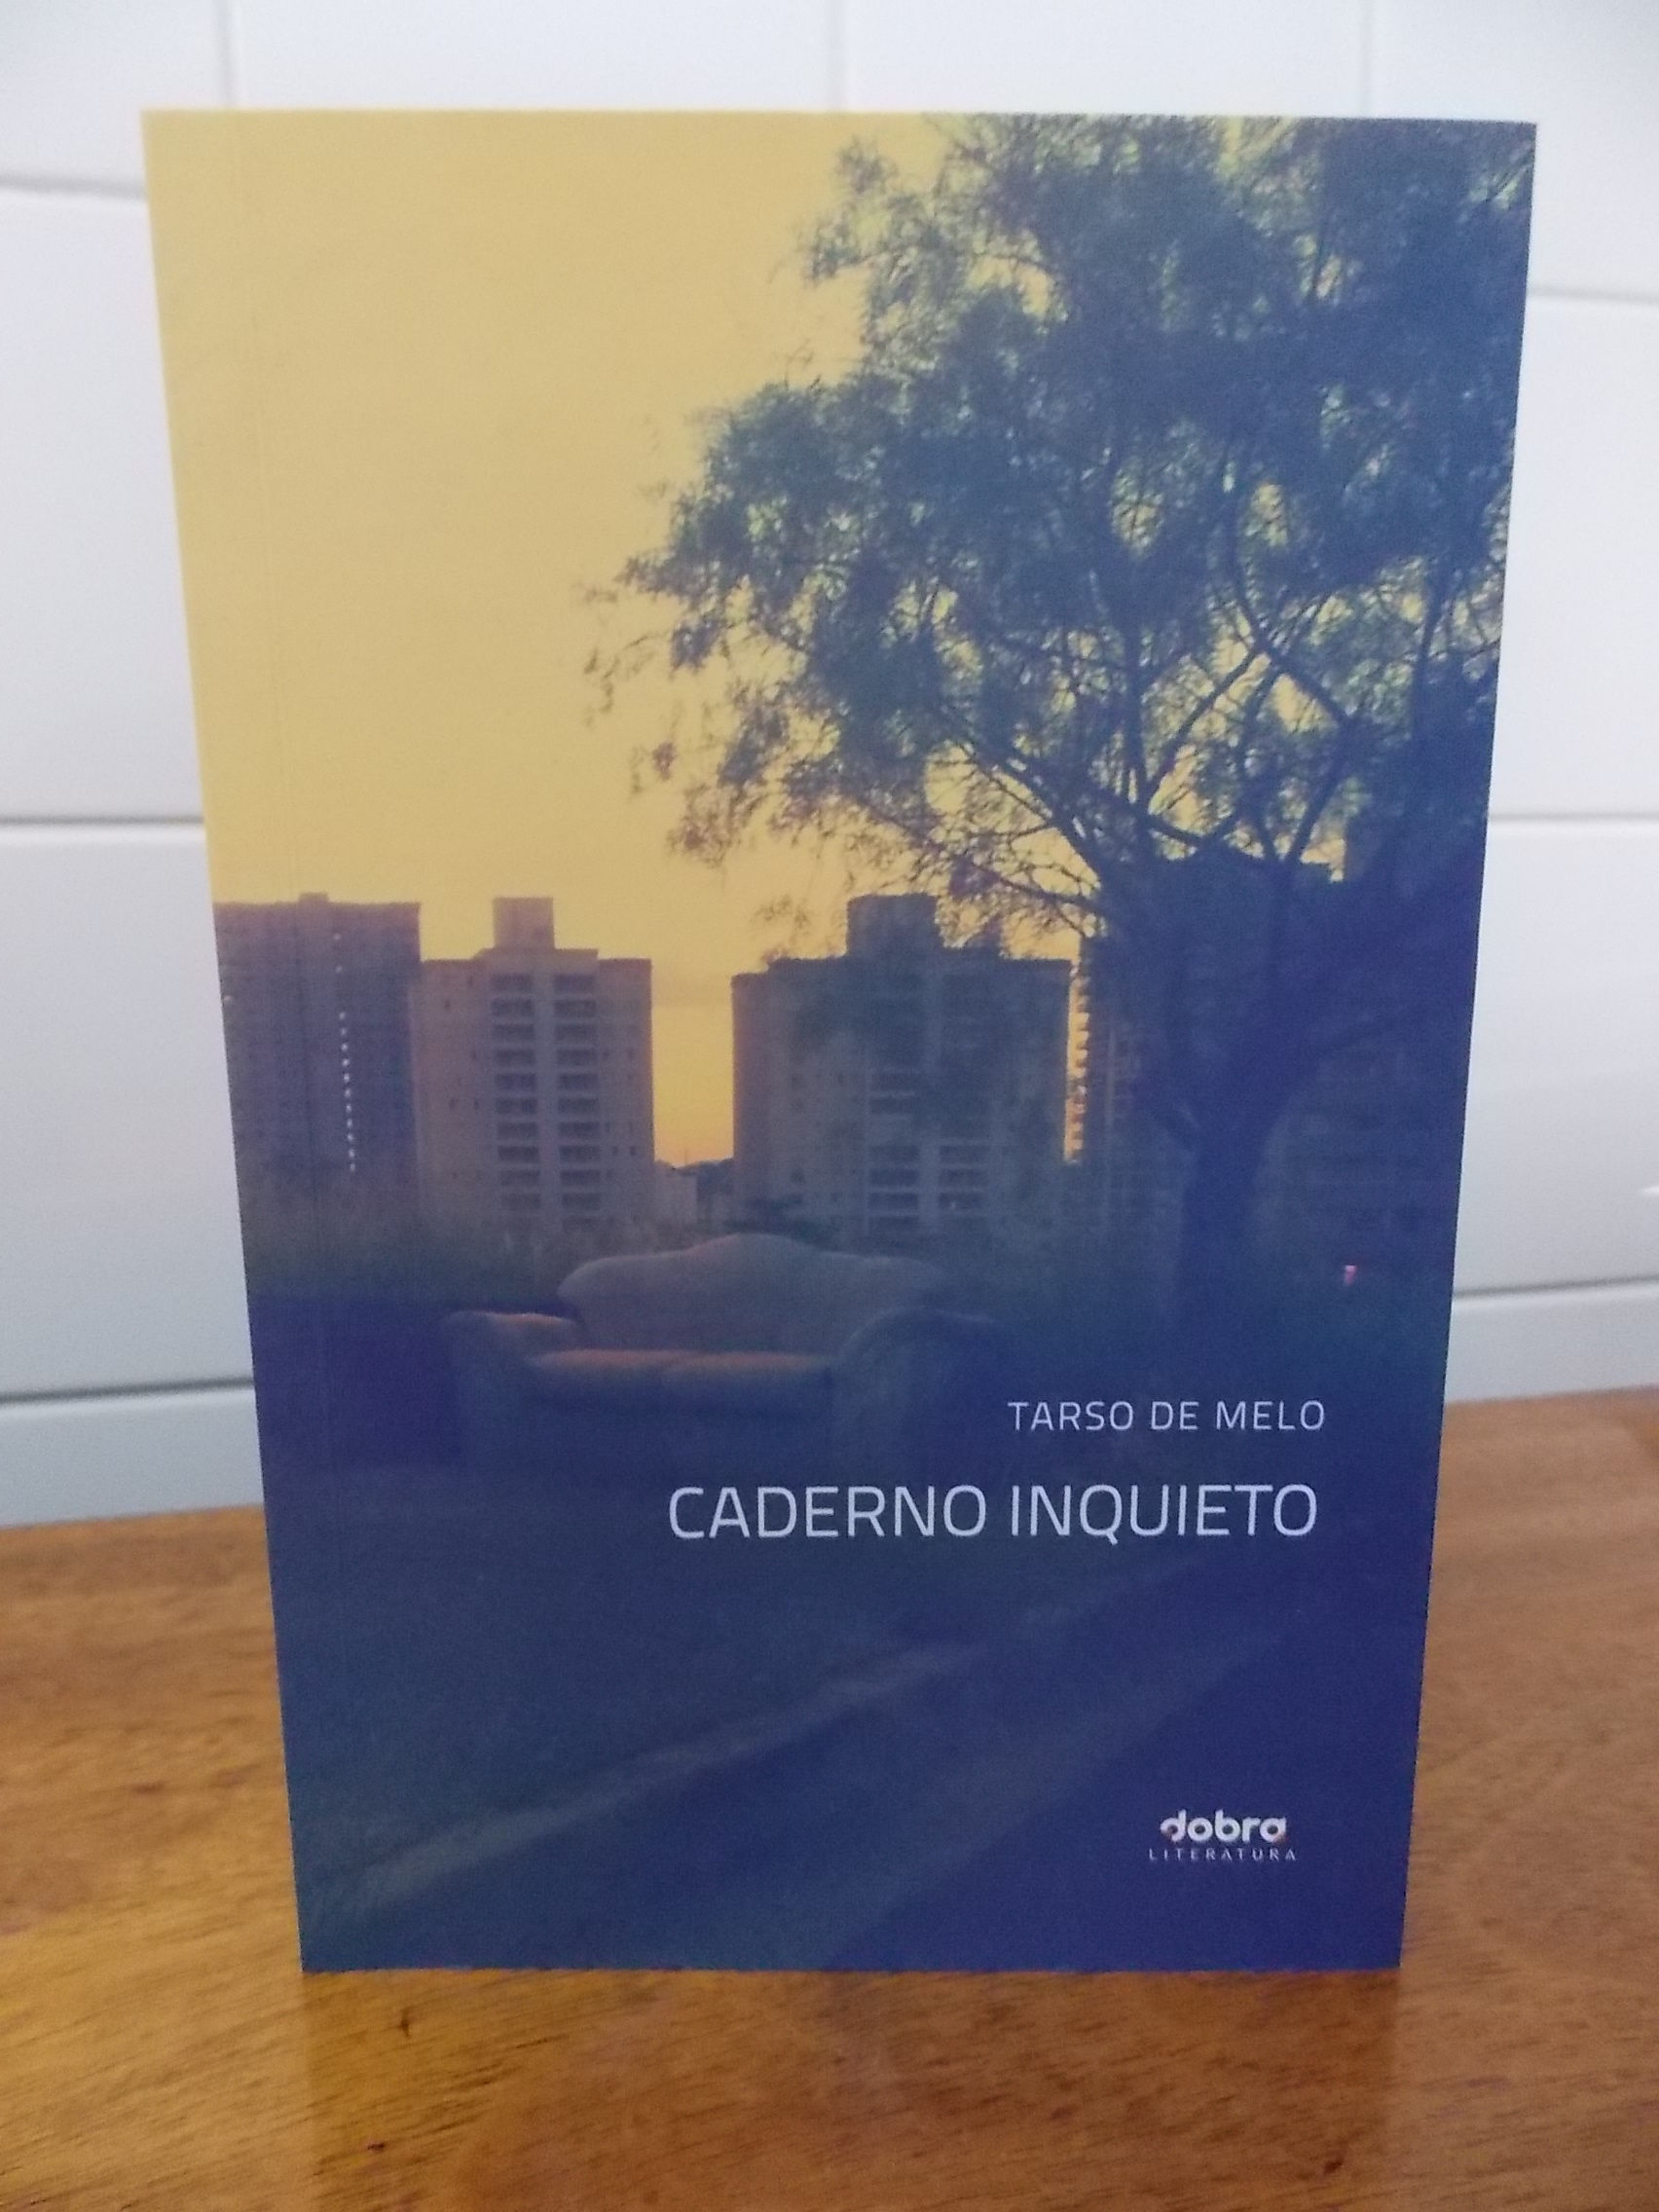 TARSO DE MELO
CADERNO INQUIETO
dobra
LITERATURA